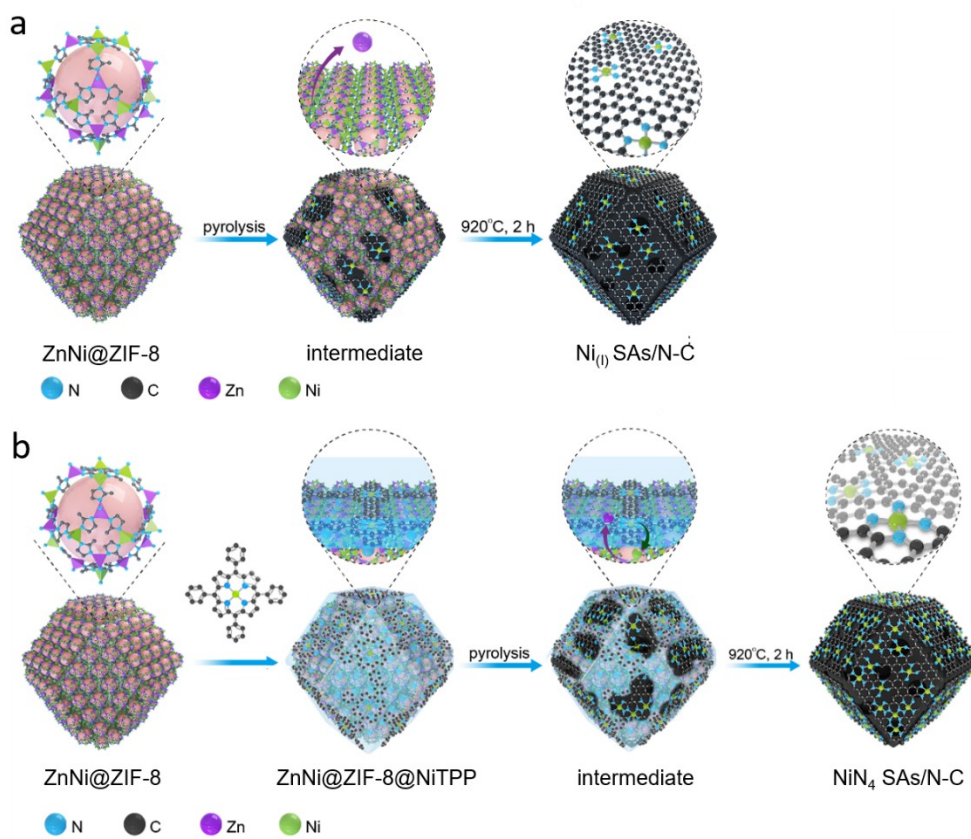 a
pyrolysis
920°C, 2 h
ZnNi@ZIF-8
intermediate
Ni(I) SAs/N-C
N
C
Zn
Ni
b
pyrolysis
920°C, 2 h
ZnNi@ZIF-8
ZnNi@ZIF-8@NiTPP
intermediate
NiN4 SAs/N-C
N
C
Zn
Ni